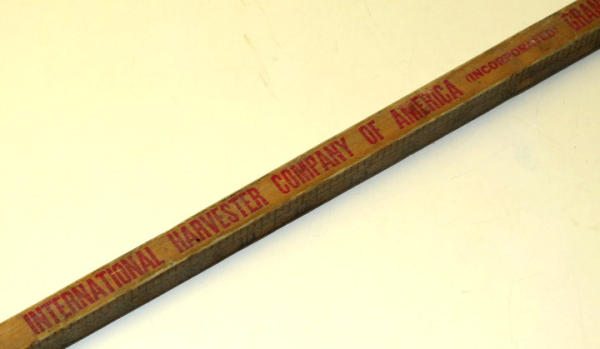 INTERNATIONAL HARVESTER COMPANY OF AMERICA (INCORPORATED)